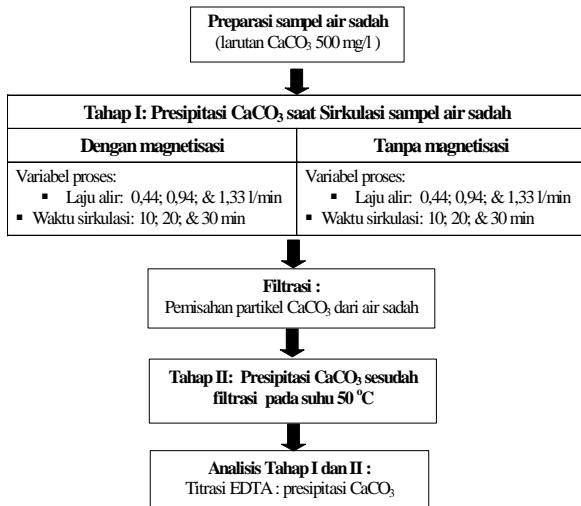 Preparasi sampel air sadah
(larutan CaCO₃ 500 mg/l )
Tahap I: Presipitasi CaCO₃ saat Sirkulasi sampel air sadah
Dengan magnetisasi
Variabel proses:
▪ Laju alir: 0,44; 0,94; & 1,33 l/min
▪ Waktu sirkulasi: 10; 20; & 30 min
Tanpa magnetisasi
Variabel proses:
▪ Laju alir: 0,44; 0,94; & 1,33 l/min
▪ Waktu sirkulasi: 10; 20; & 30 min
Filtrasi :
Pemisahan partikel CaCO₃ dari air sadah
Tahap II: Presipitasi CaCO₃ sesudah
filtrasi pada suhu 50 °C
Analisis Tahap I dan II :
Titrasi EDTA : presipitasi CaCO₃